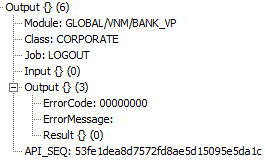 Output {} (6)
Module: GLOBAL/VNM/BANK_VP
Class: CORPORATE
Job: LOGOUT
Input {} (0)
Output {} (3)
ErrorCode: 00000000
ErrorMessage:
Result {} (0)
API_SEQ: 53fe1dea8d7572fd8ae5d15095e5da1c